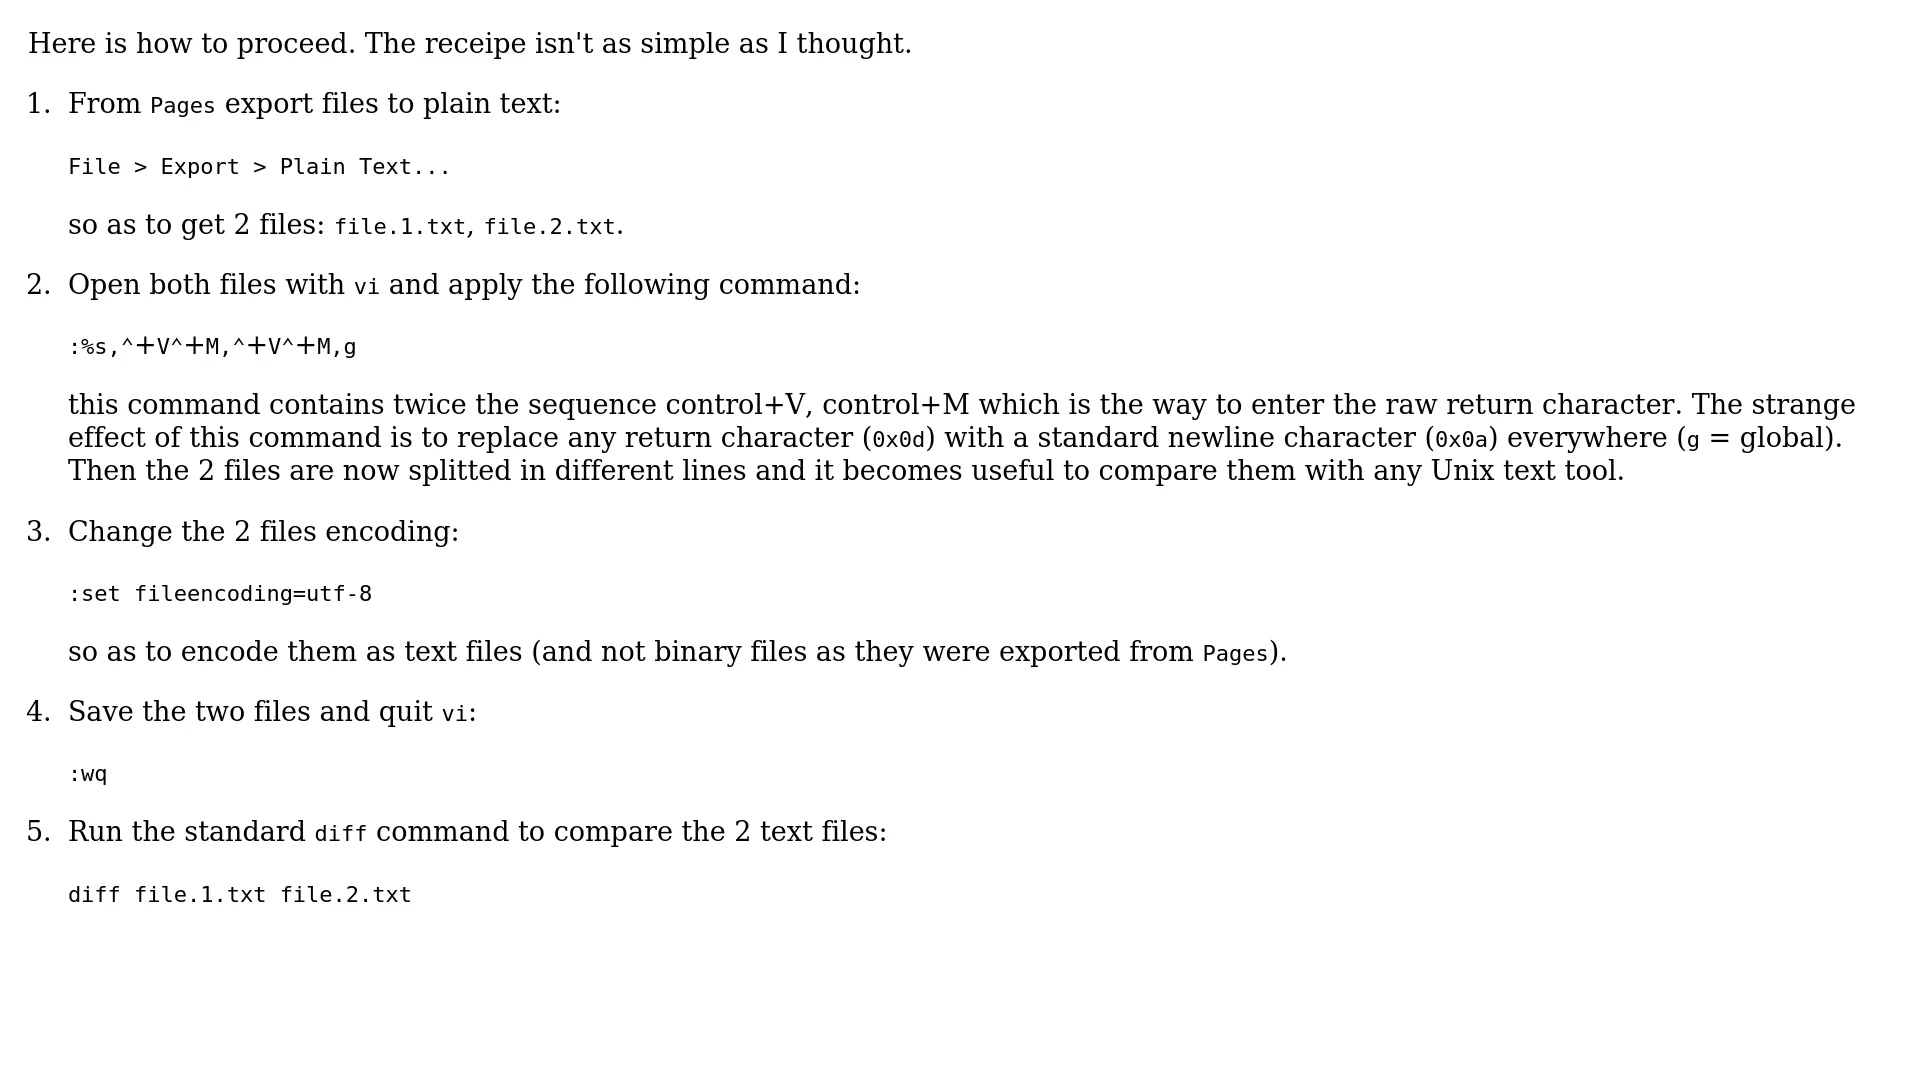 Here is how to proceed. The receipe isn't as simple as I thought.
1. From Pages export files to plain text:
File > Export > Plain Text...
so as to get 2 files: file.1.txt, file.2.txt.
2. Open both files with vi and apply the following command:
:%s,⌃+V⌃+M,⌃+V⌃+M,g
this command contains twice the sequence control+V, control+M which is the way to enter the raw return character. The strange
effect of this command is to replace any return character (0x0d) with a standard newline character (0x0a) everywhere (g = global).
Then the 2 files are now splitted in different lines and it becomes useful to compare them with any Unix text tool.
3. Change the 2 files encoding:
:set fileencoding=utf-8
so as to encode them as text files (and not binary files as they were exported from Pages).
4. Save the two files and quit vi:
:wq
5. Run the standard diff command to compare the 2 text files:
diff file.1.txt file.2.txt